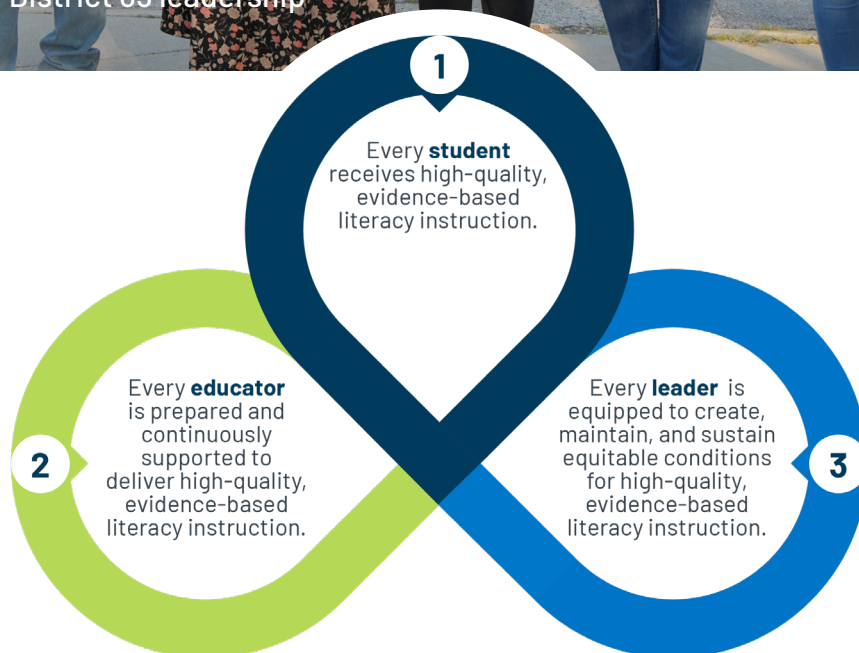 leadership
1
Every student
receives high-quality,
evidence-based
literacy instruction.
2
Every educator
is prepared and
continuously
supported to
deliver high-quality,
evidence-based
literacy instruction.
3
Every leader is
equipped to create,
maintain, and sustain
equitable conditions
for high-quality,
evidence-based
literacy instruction.